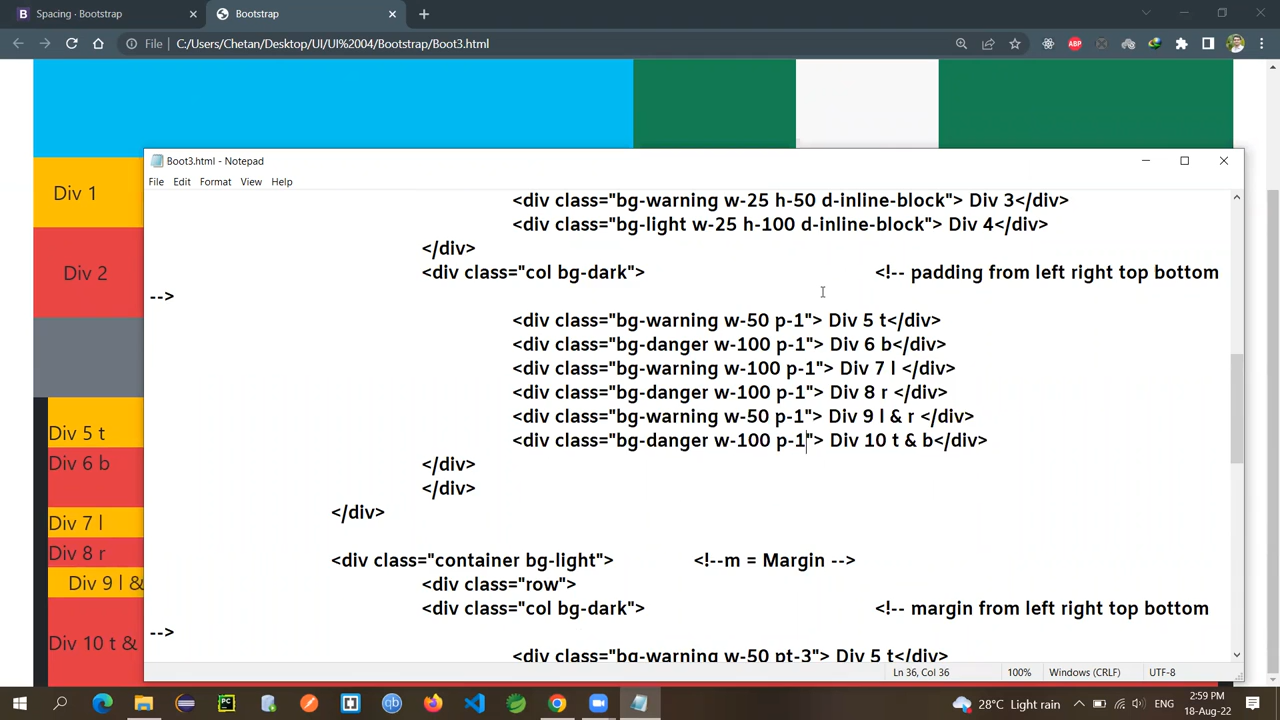 Spacing · Bootstrap
Bootstrap
File
C:/Users/Chetan/Desktop/UI/UI%2004/Bootstrap/Boot3.html
ABP
Div 1
Div 2
Div 5 t
Div 6 b
Div 7 l
Div 8 r
Div 9 l &
Div 10 t &
Boot3.html - Notepad
File Edit Format View Help
<div class="bg-warning w-25 h-50 d-inline-block"> Div 3</div>
<div class="bg-light w-25 h-100 d-inline-block"> Div 4</div>
</div>
<div class="col bg-dark"> <!-- padding from left right top bottom
-->
<div class="bg-warning w-50 p-1"> Div 5 t</div>
<div class="bg-danger w-100 p-1"> Div 6 b</div>
<div class="bg-warning w-100 p-1"> Div 7 l </div>
<div class="bg-danger w-100 p-1"> Div 8 r </div>
<div class="bg-warning w-50 p-1"> Div 9 l & r </div>
<div class="bg-danger w-100 p-1"> Div 10 t & b</div>
</div>
</div>
</div>
<div class="container bg-light"> <!--m = Margin -->
<div class="row">
<div class="col bg-dark"> <!-- margin from left right top bottom
-->
<div class="bg-warning w-50 pt-3"> Div 5 t</div>
Ln 36, Col 36 100% Windows (CRLF) UTF-8
28°C Light rain
ENG
2:59 PM
18-Aug-22